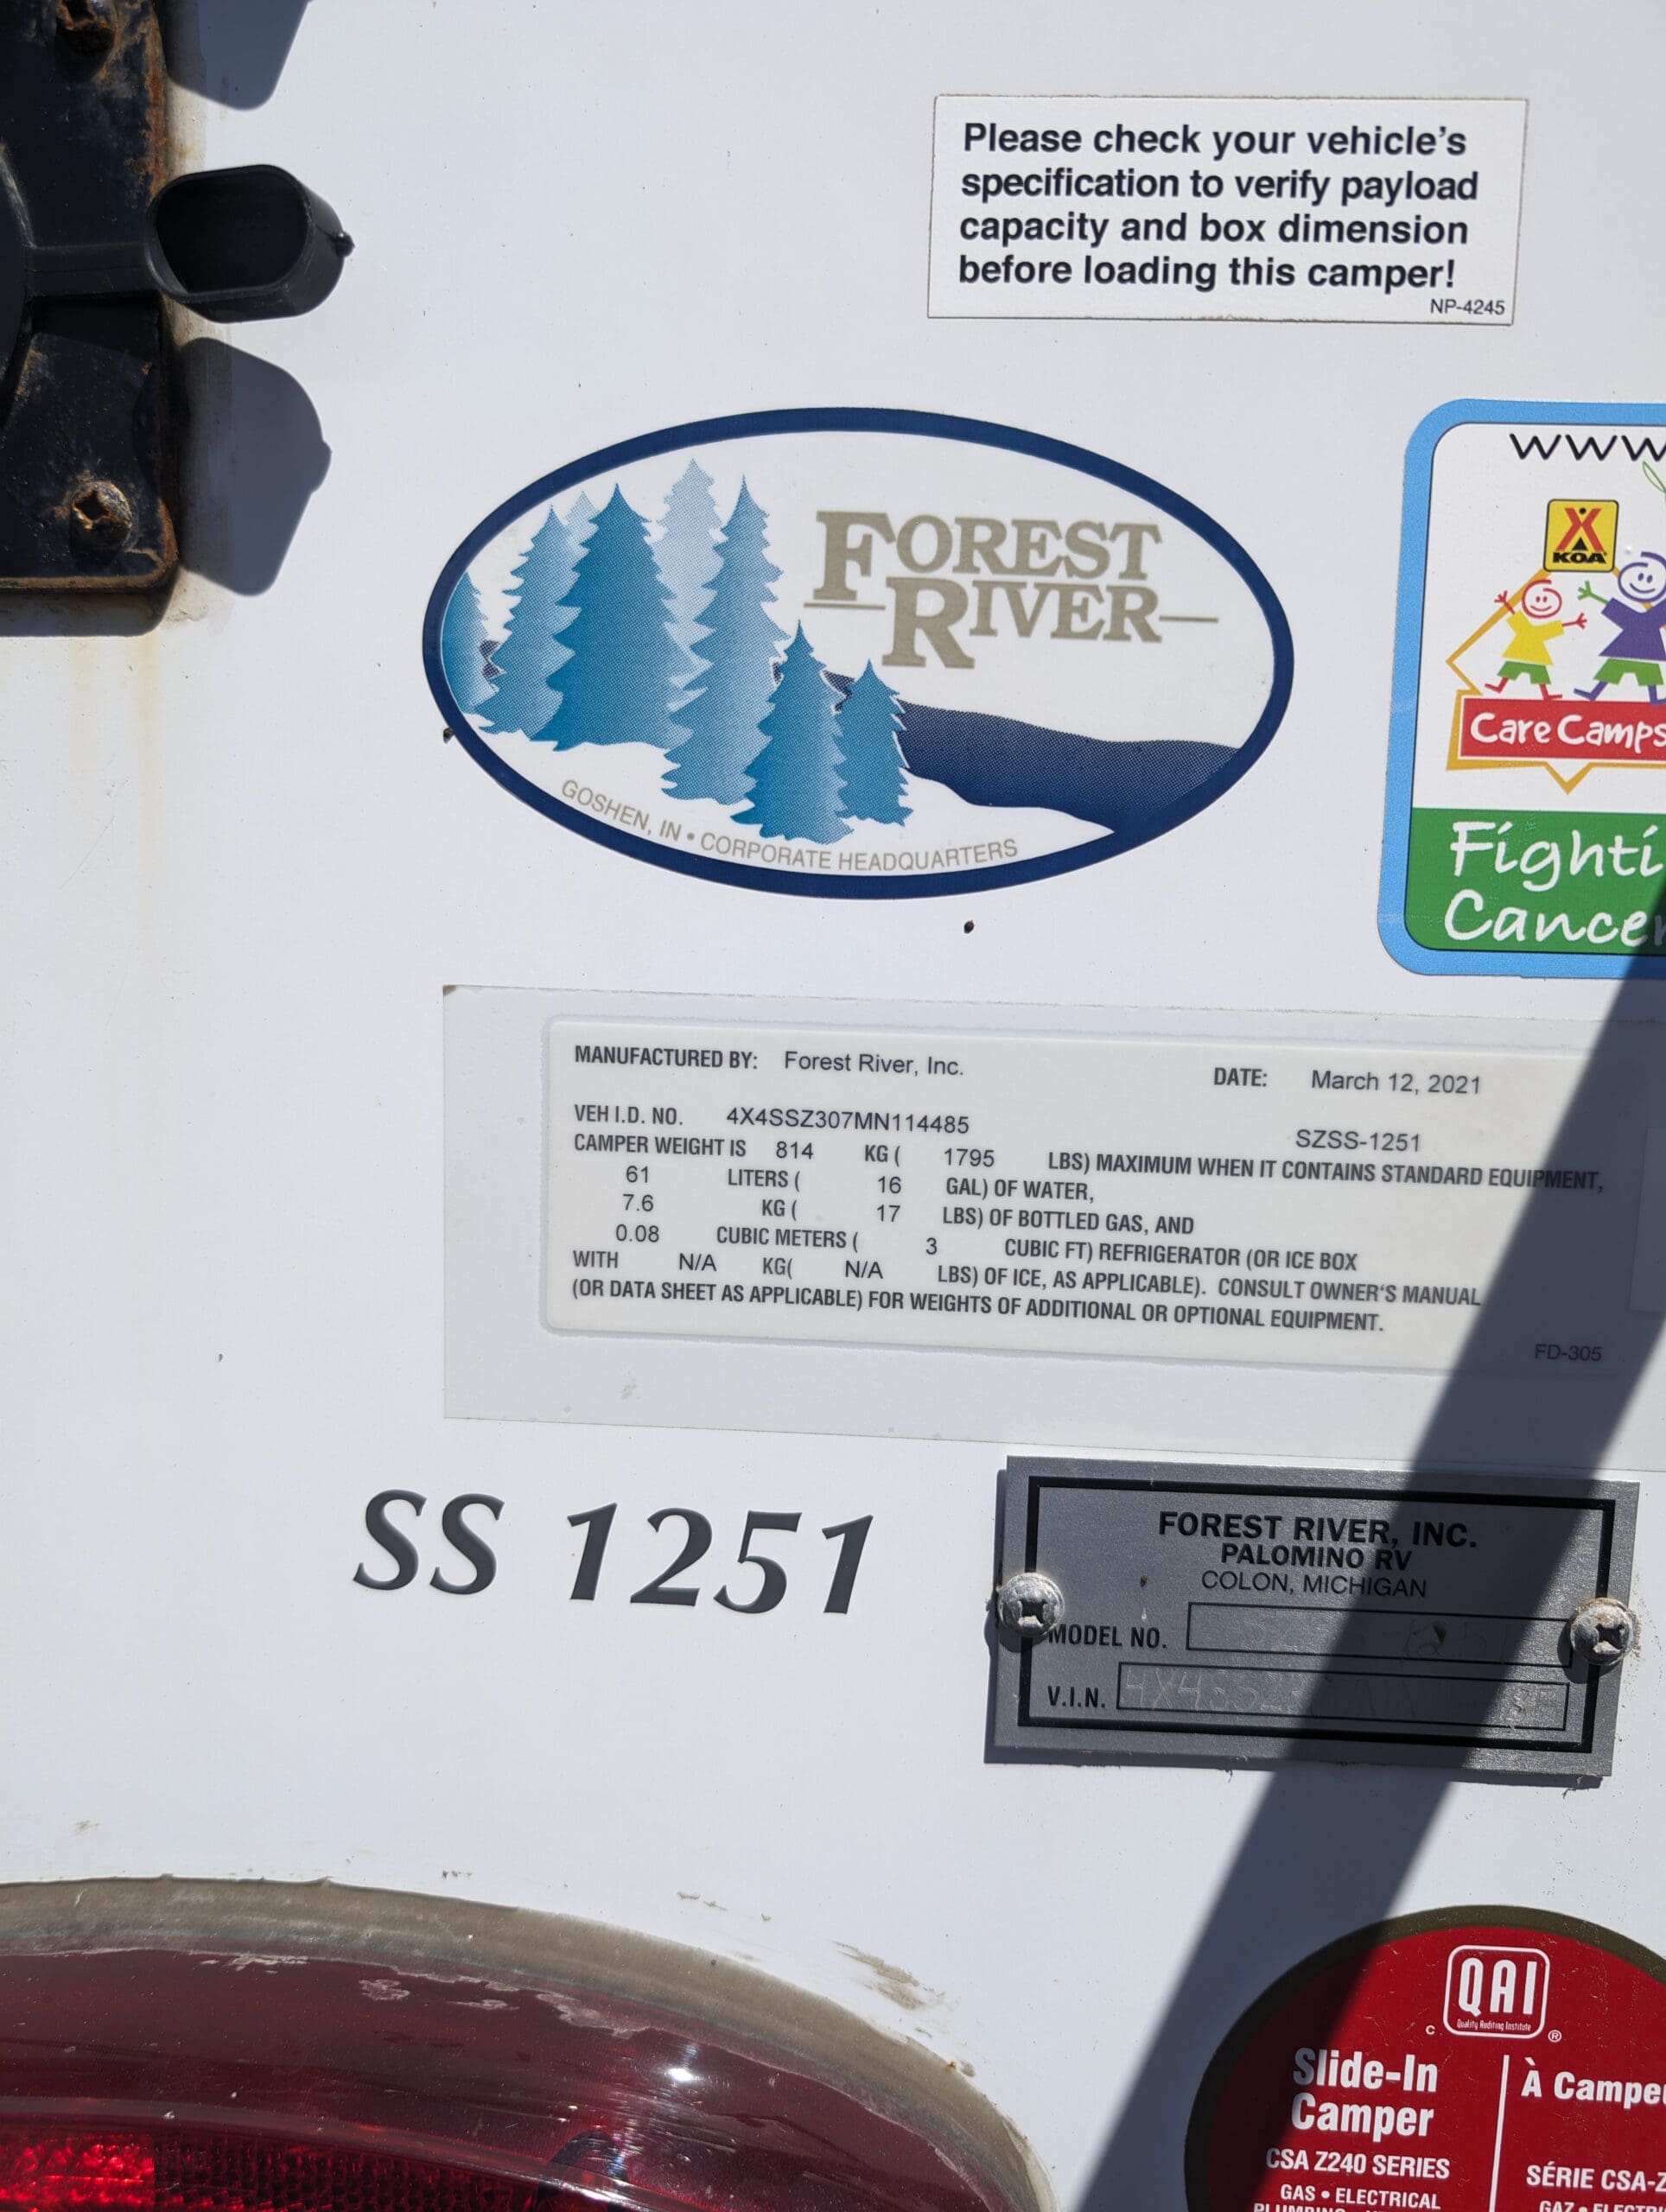 Please check your vehicle's
specification to verify payload
capacity and box dimension
before loading this camper!
NP-4245
FOREST
RIVER
GOSHEN, IN • CORPORATE HEADQUARTERS
www
KOA
Care Camps
Fighti
Cancer
MANUFACTURED BY: Forest River, Inc. DATE: March 12, 2021
VEH I.D. NO. 4X4SSZ307MN114485 SZSS-1251
CAMPER WEIGHT IS 814 KG ( 1795 LBS) MAXIMUM WHEN IT CONTAINS STANDARD EQUIPMENT,
61 LITERS ( 16 GAL) OF WATER,
7.6 KG ( 17 LBS) OF BOTTLED GAS, AND
0.08 CUBIC METERS ( 3 CUBIC FT) REFRIGERATOR (OR ICE BOX
WITH N/A KG( N/A LBS) OF ICE, AS APPLICABLE). CONSULT OWNER'S MANUAL
(OR DATA SHEET AS APPLICABLE) FOR WEIGHTS OF ADDITIONAL OR OPTIONAL EQUIPMENT.
FD-305
SS 1251
FOREST RIVER, INC.
PALOMINO RV
COLON, MICHIGAN
MODEL NO.
V.I.N.
QAI
Quality Auditing Institute
C ®
Slide-In
Camper
CSA Z240 SERIES
GAS • ELECTRICAL
À Campe
SÉRIE CSA-Z